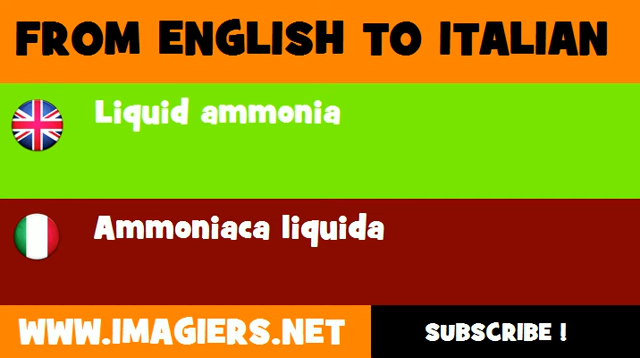 FROM ENGLISH TO ITALIAN
Liquid ammonia
Ammoniaca liquida
WWW.IMAGIERS.NET
SUBSCRIBE !